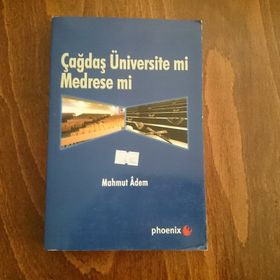 Çağdaş Üniversite mi
Medrese mi
Mahmut Âdem
phoenix